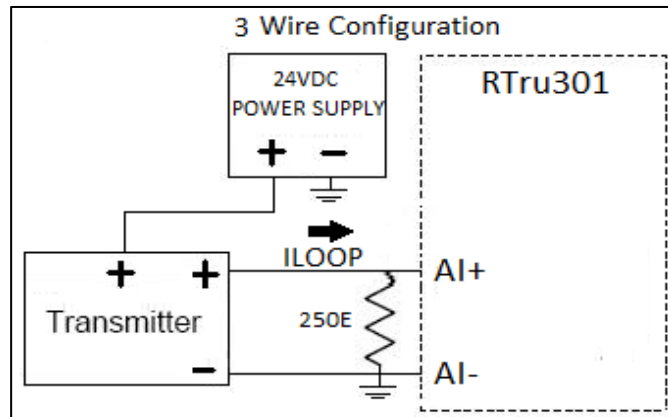 3 Wire Configuration
24VDC
POWER SUPPLY
+ -
RTru301
+ +
ILOOP
AI+
Transmitter
250E
-
AI-